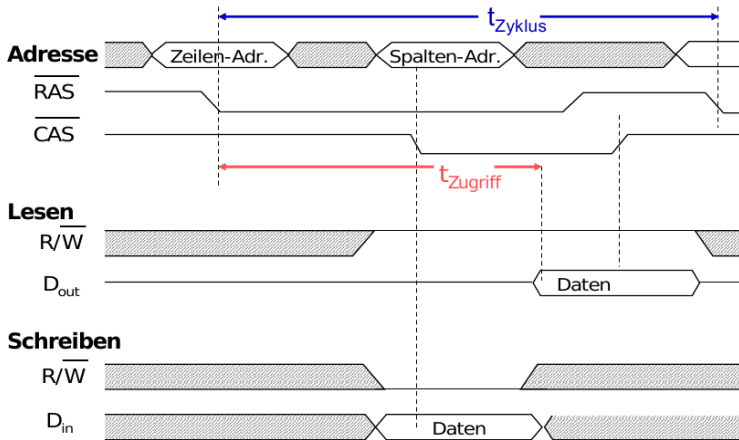 tZyklus
Adresse Zeilen-Adr. Spalten-Adr.
RAS
CAS
tZugriff
Lesen
R/W
Dout Daten
Schreiben
R/W
Din Daten